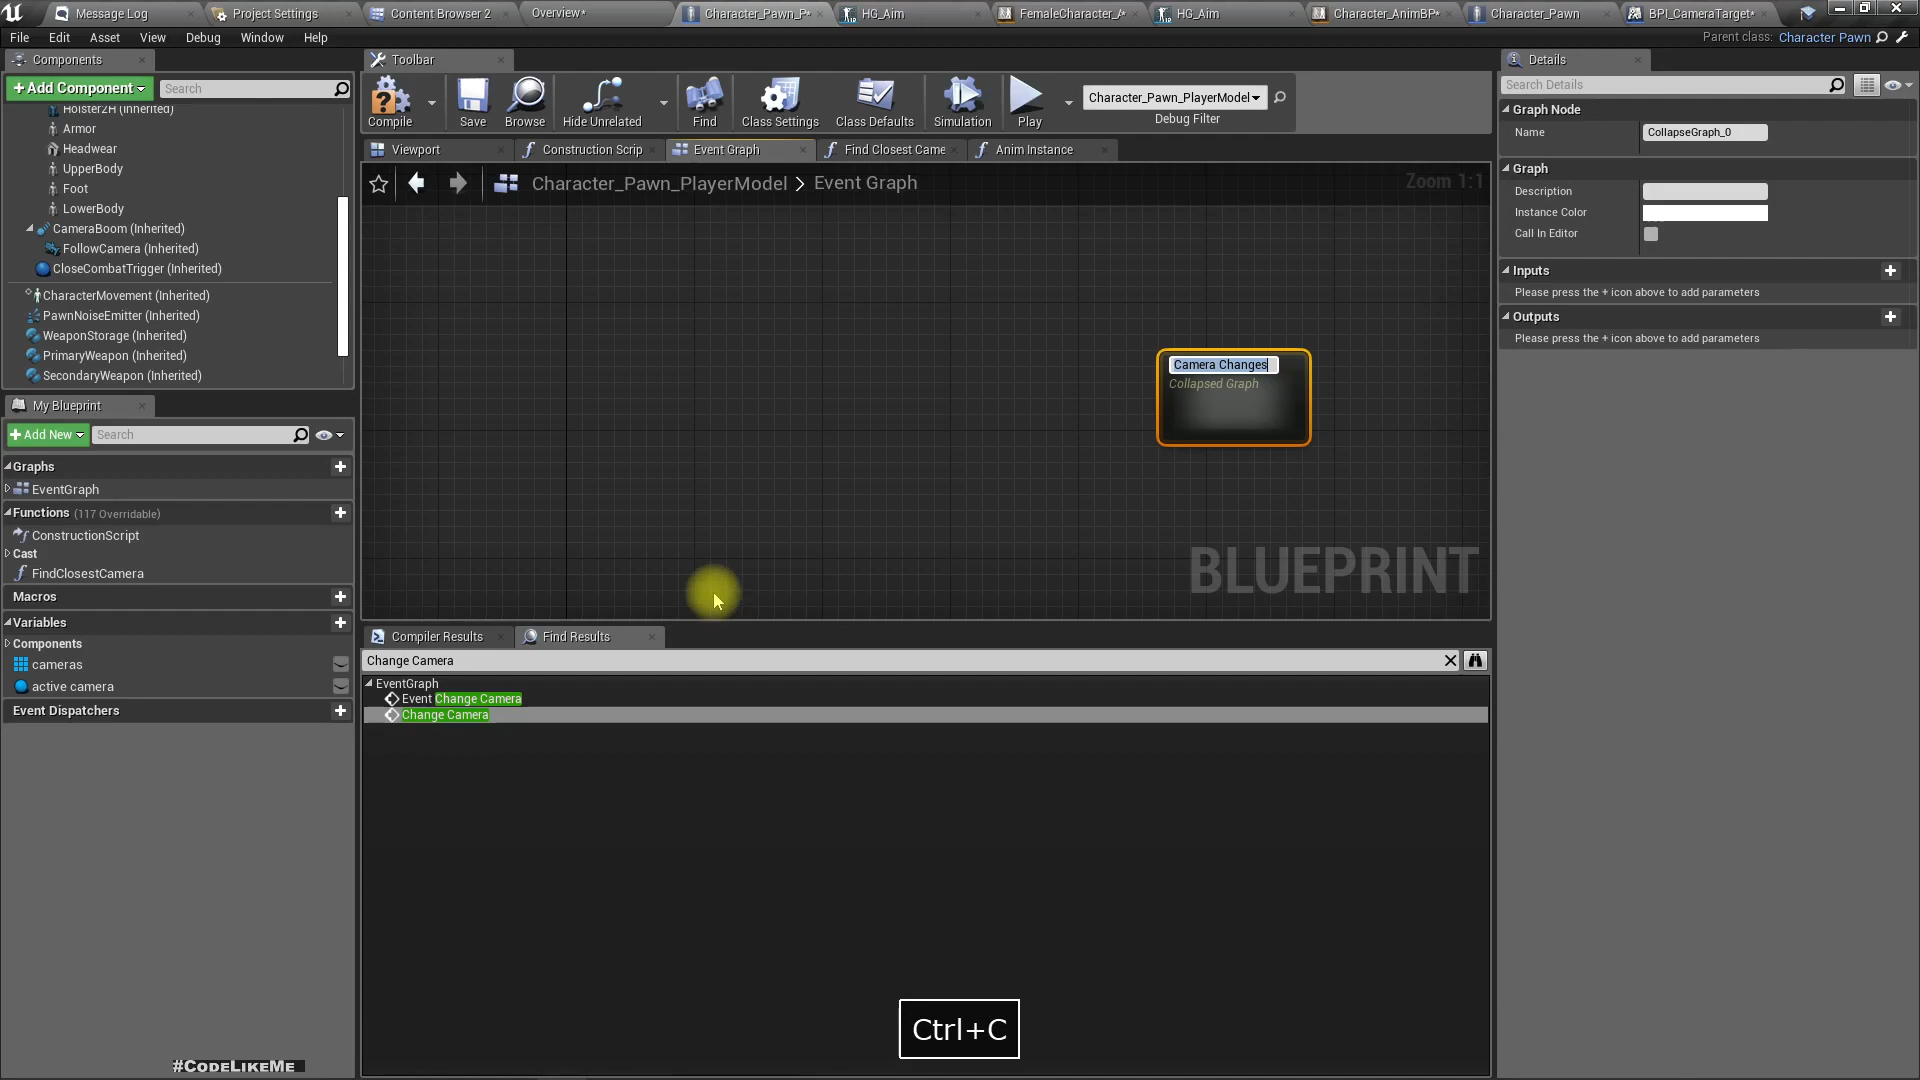 Message Log
Project Settings
Content Browser 2
Overview*
Character_Pawn_P*
HG_Aim
FemaleCharacter_A*
HG_Aim
Character_AnimBP*
Character_Pawn
BPI_CameraTarget*
File Edit Asset View Debug Window Help
Parent class: Character Pawn
Components
Toolbar
Details
+Add Component
Search
Compile
Save
Browse
Hide Unrelated
Find
Class Settings
Class Defaults
Simulation
Play
Character_Pawn_PlayerModel
Debug Filter
Search Details
Graph Node
Name
CollapseGraph_0
Graph
Description
Instance Color
Call In Editor
Inputs
Please press the + icon above to add parameters
Outputs
Please press the + icon above to add parameters
Holster2H (Inherited)
Armor
Headwear
UpperBody
Foot
LowerBody
CameraBoom (Inherited)
FollowCamera (Inherited)
CloseCombatTrigger (Inherited)
CharacterMovement (Inherited)
PawnNoiseEmitter (Inherited)
WeaponStorage (Inherited)
PrimaryWeapon (Inherited)
SecondaryWeapon (Inherited)
Viewport
Construction Scrip
Event Graph
Find Closest Came
Anim Instance
Character_Pawn_PlayerModel > Event Graph
Zoom 1:1
Camera Changes
Collapsed Graph
BLUEPRINT
My Blueprint
+Add New
Search
Graphs
EventGraph
Functions (117 Overridable)
ConstructionScript
Cast
FindClosestCamera
Macros
Variables
Components
cameras
active camera
Event Dispatchers
Compiler Results
Find Results
Change Camera
EventGraph
Event Change Camera
Change Camera
Ctrl+C
#CodeLikeMe